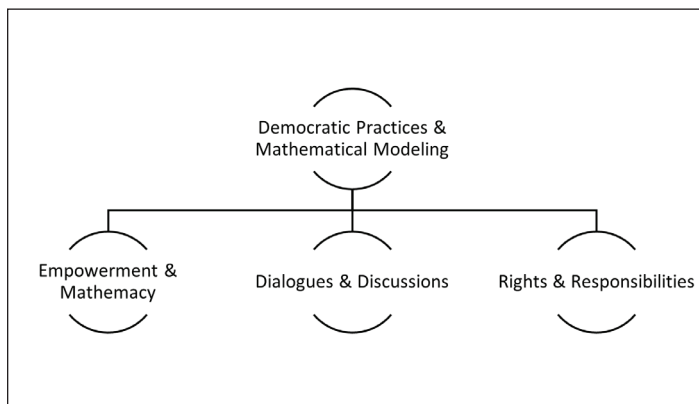 Democratic Practices &
Mathematical Modeling
Empowerment &
Mathemacy
Dialogues & Discussions
Rights & Responsibilities